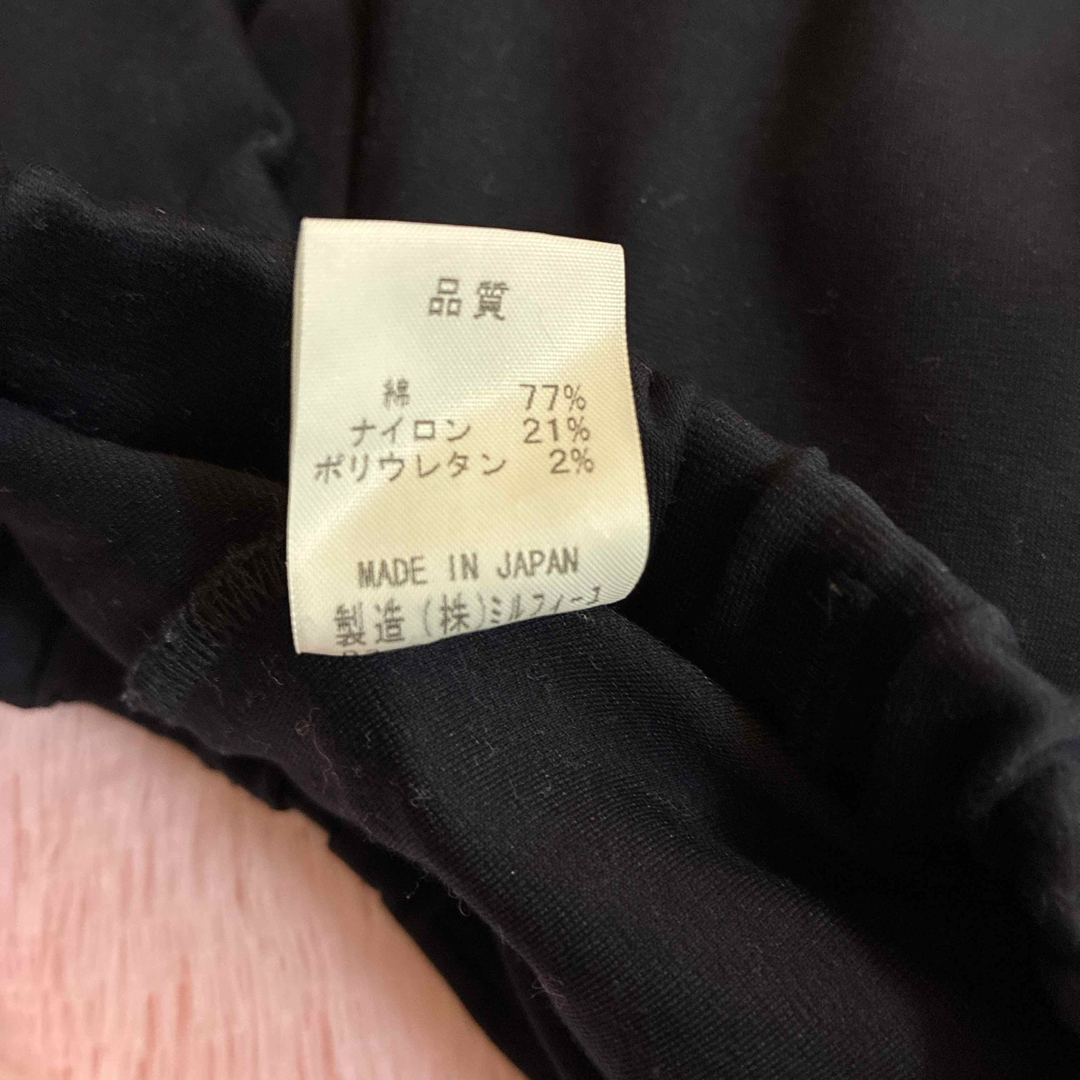 品質
綿 77%
ナイロン 21%
ポリウレタン 2%
MADE IN JAPAN
製造(株)ミルフィーユ